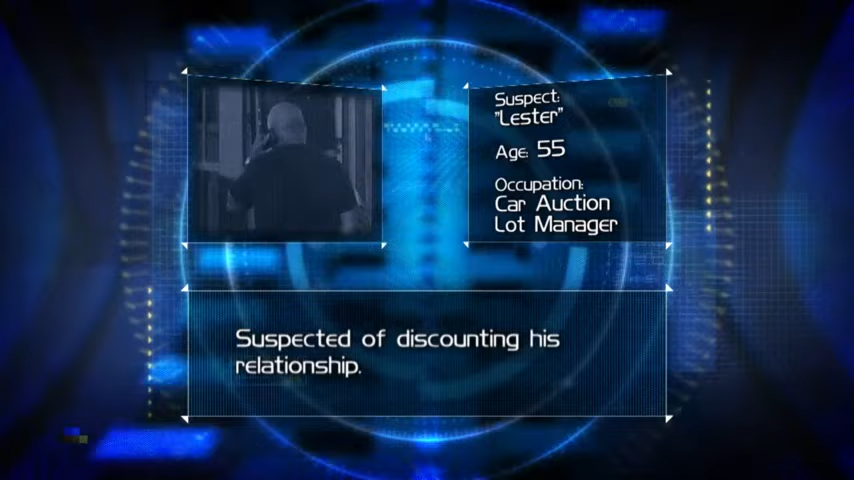 Suspect:
"Lester"
Age: 55
Occupation:
Car Auction
Lot Manager
Suspected of discounting his
relationship.